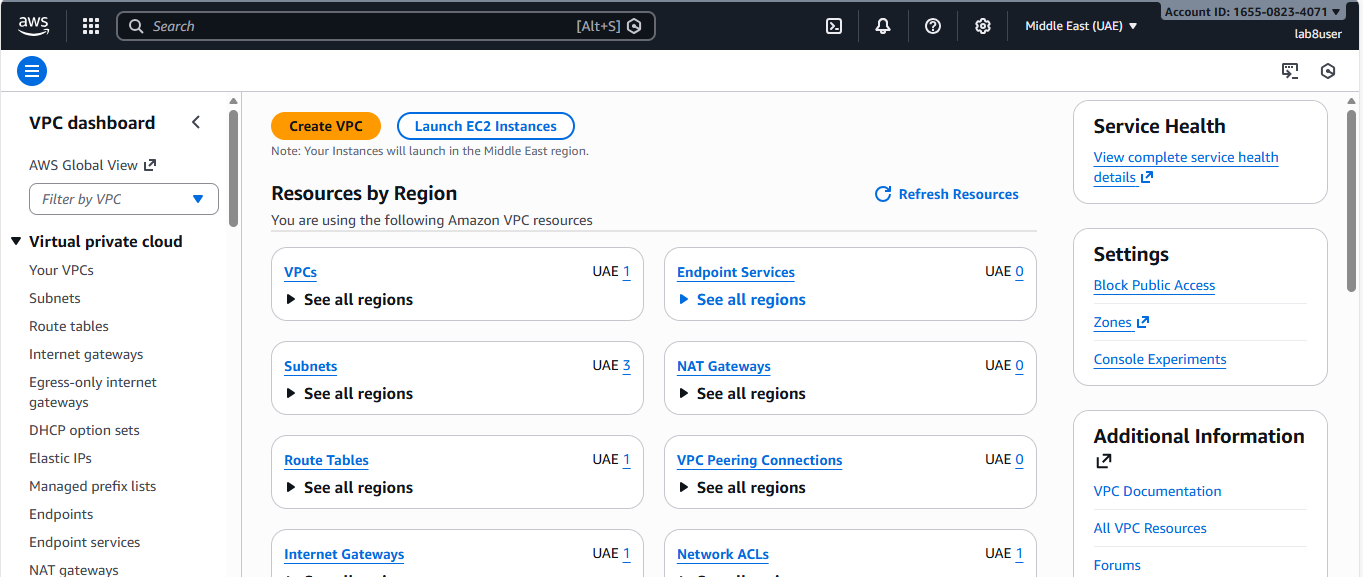 aws
Search
[Alt+S]
Middle East (UAE)
Account ID: 1655-0823-4071
lab8user
VPC dashboard
AWS Global View
Filter by VPC
Virtual private cloud
Your VPCs
Subnets
Route tables
Internet gateways
Egress-only internet
gateways
DHCP option sets
Elastic IPs
Managed prefix lists
Endpoints
Endpoint services
NAT gateways
Create VPC
Launch EC2 Instances
Note: Your Instances will launch in the Middle East region.
Resources by Region
Refresh Resources
You are using the following Amazon VPC resources
VPCs UAE 1
See all regions
Endpoint Services UAE 0
See all regions
Subnets UAE 3
See all regions
NAT Gateways UAE 0
See all regions
Route Tables UAE 1
See all regions
VPC Peering Connections UAE 0
See all regions
Internet Gateways UAE 1
Network ACLs UAE 1
Service Health
View complete service health
details
Settings
Block Public Access
Zones
Console Experiments
Additional Information
VPC Documentation
All VPC Resources
Forums